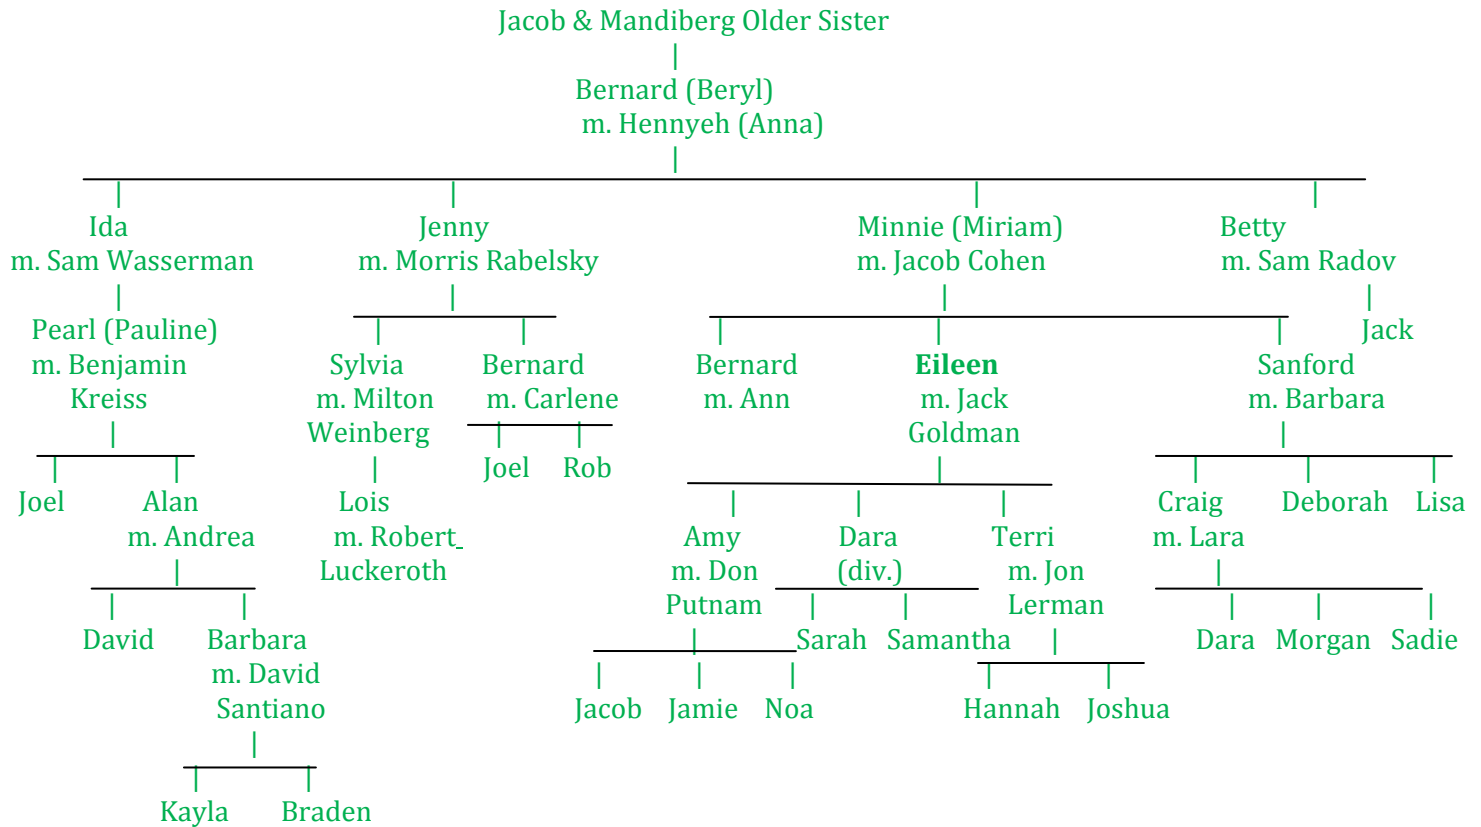 Jacob & Mandiberg Older Sister
Bernard (Beryl)
m. Hennyeh (Anna)
Ida Jenny Minnie (Miriam) Betty
m. Sam Wasserman m. Morris Rabelsky m. Jacob Cohen m. Sam Radov
Pearl (Pauline) Jack
m. Benjamin Sylvia Bernard Bernard Eileen Sanford
Kreiss m. Milton m. Carlene m. Ann m. Jack m. Barbara
Weinberg Goldman
Joel Rob
Joel Alan Lois Craig Deborah Lisa
m. Andrea m. Robert_ Amy Dara Terri m. Lara
Luckeroth m. Don (div.) m. Jon
Putnam Lerman
David Barbara Sarah Samantha Dara Morgan Sadie
m. David
Santiano Jacob Jamie Noa Hannah Joshua
Kayla Braden